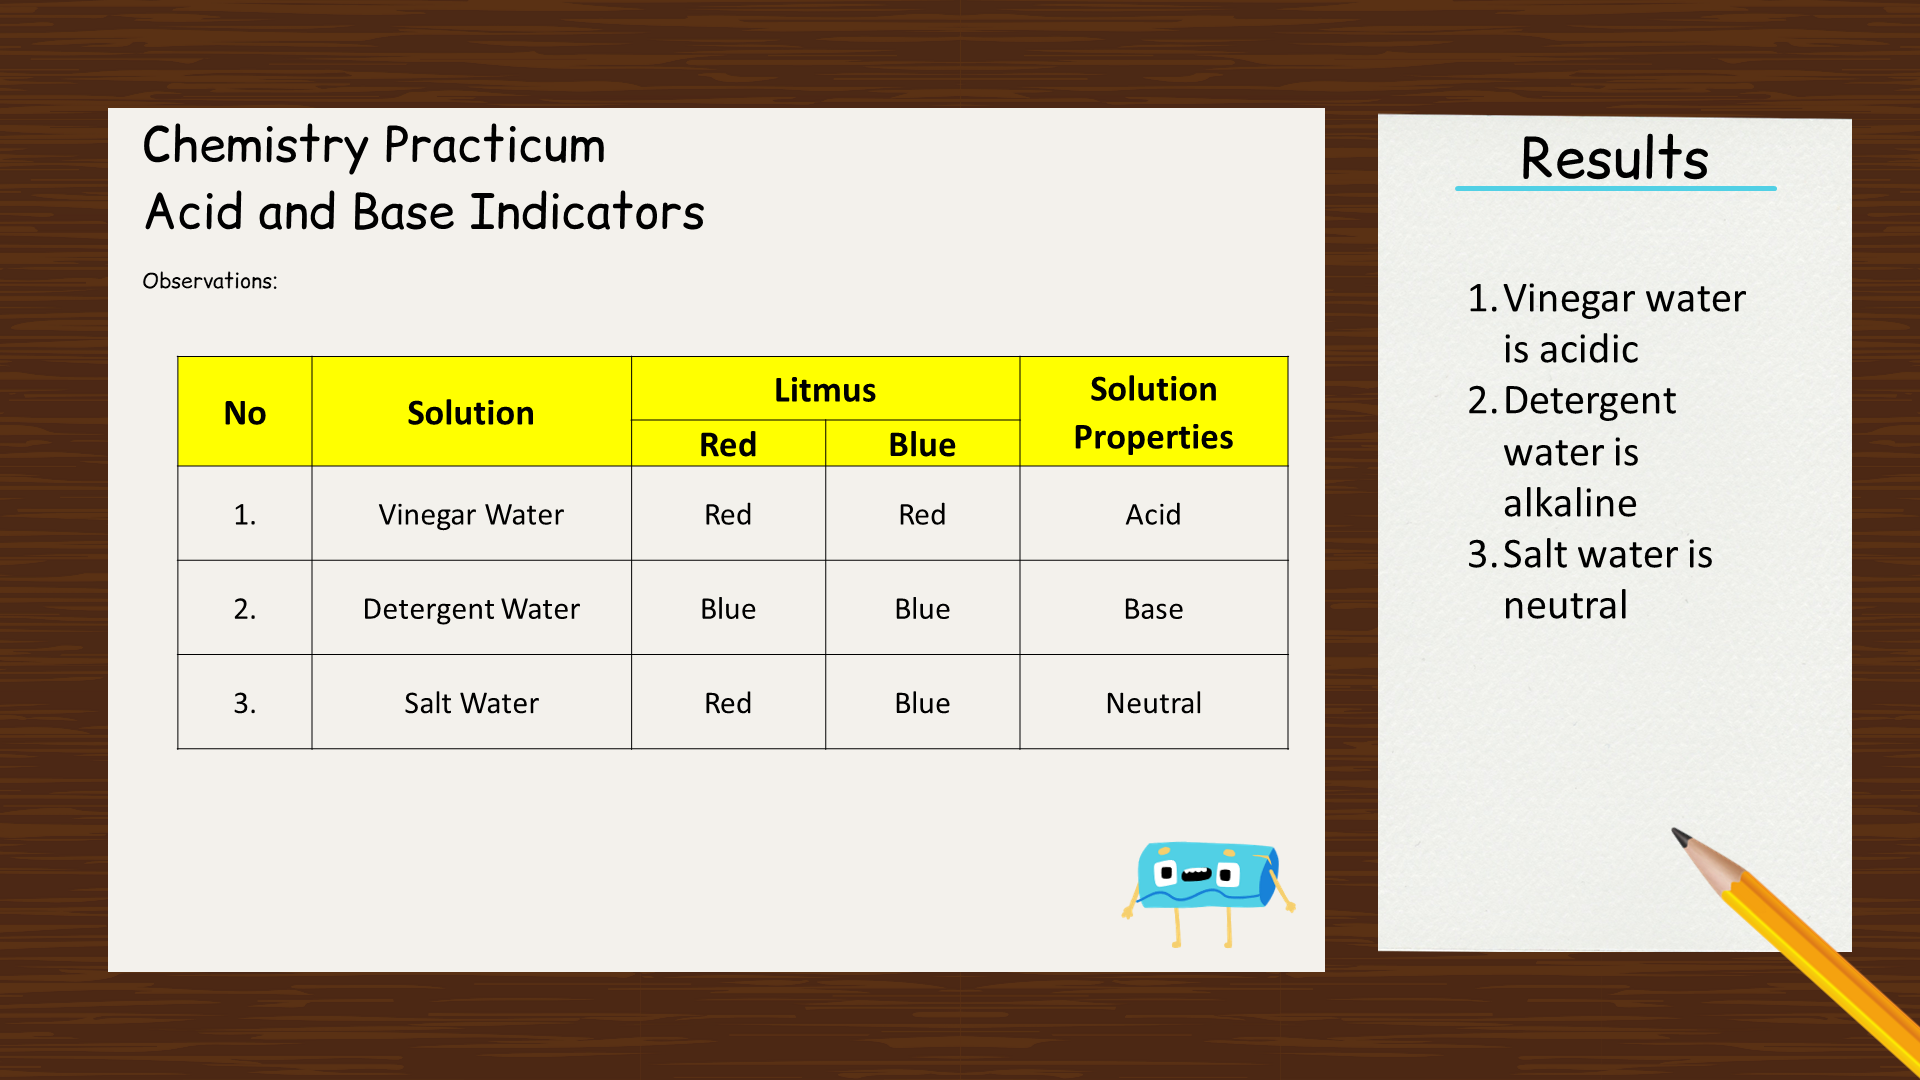 Chemistry Practicum
Acid and Base Indicators
Observations:
No Solution Litmus Solution Properties
Red Blue
1. Vinegar Water Red Red Acid
2. Detergent Water Blue Blue Base
3. Salt Water Red Blue Neutral
Results
1. Vinegar water
is acidic
2. Detergent
water is
alkaline
3. Salt water is
neutral